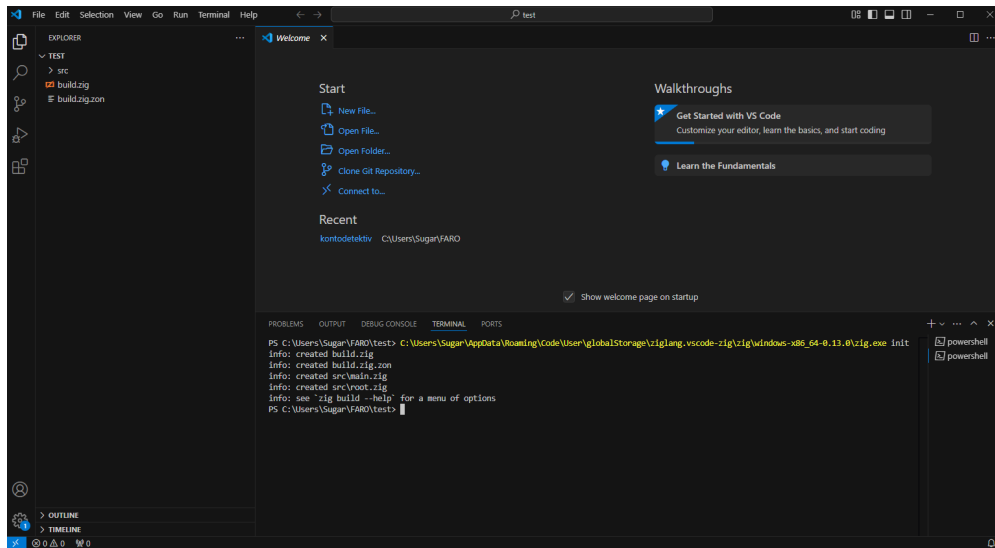 File Edit Selection View Go Run Terminal Help
test
EXPLORER
TEST
src
build.zig
build.zig.zon
OUTLINE
TIMELINE
Welcome
Start
New File...
Open File...
Open Folder...
Clone Git Repository...
Connect to...
Recent
kontodetektiv C:\Users\Sugar\FARO
Walkthroughs
Get Started with VS Code
Customize your editor, learn the basics, and start coding
Learn the Fundamentals
Show welcome page on startup
PROBLEMS OUTPUT DEBUG CONSOLE TERMINAL PORTS
PS C:\Users\Sugar\FARO\test> C:\Users\Sugar\AppData\Roaming\Code\User\globalStorage\ziglang.vscode-zig\zig\windows-x86_64-0.13.0\zig.exe init
info: created build.zig
info: created build.zig.zon
info: created src\main.zig
info: created src\root.zig
info: see `zig build --help` for a menu of options
PS C:\Users\Sugar\FARO\test>
powershell
powershell
1
0 0 0